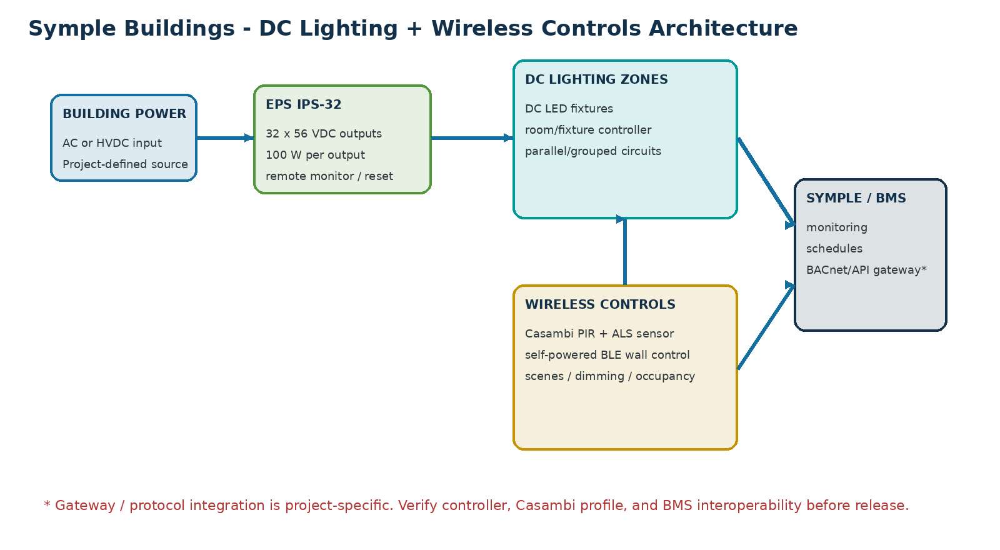 Symple Buildings - DC Lighting + Wireless Controls Architecture
BUILDING POWER
AC or HVDC input
Project-defined source
EPS IPS-32
32 x 56 VDC outputs
100 W per output
remote monitor / reset
DC LIGHTING ZONES
DC LED fixtures
room/fixture controller
parallel/grouped circuits
WIRELESS CONTROLS
Casambi PIR + ALS sensor
self-powered BLE wall control
scenes / dimming / occupancy
SYMPLE / BMS
monitoring
schedules
BACnet/API gateway*
* Gateway / protocol integration is project-specific. Verify controller, Casambi profile, and BMS interoperability before release.